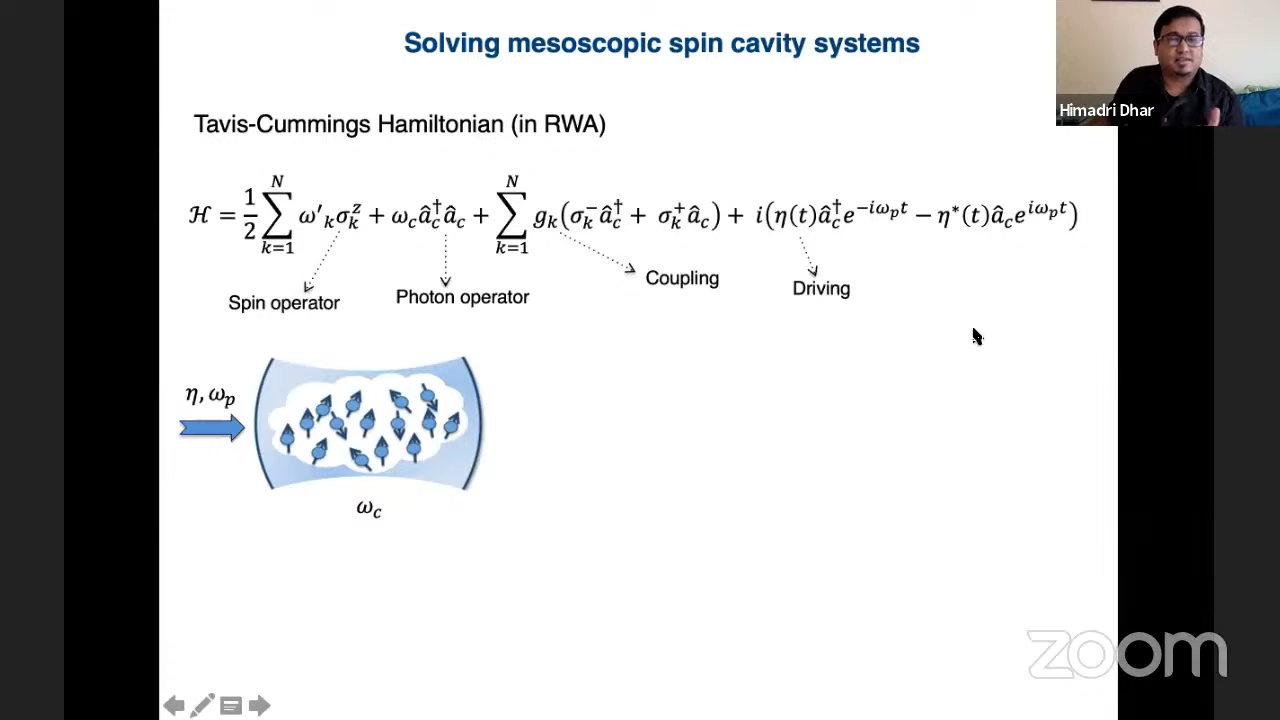 Solving mesoscopic spin cavity systems
Himadri Dhar
Tavis-Cummings Hamiltonian (in RWA)
ℋ = 1/2 ∑_{k=1}^{N} ω′_k σ_k^z + ω_c â_c^† â_c + ∑_{k=1}^{N} g_k(σ_k^- â_c^† + σ_k^+ â_c) + i(η(t)â_c^† e^{-iω_p t} − η*(t)â_c e^{iω_p t})
Spin operator
Photon operator
Coupling
Driving
η, ω_p
ω_c
zoom